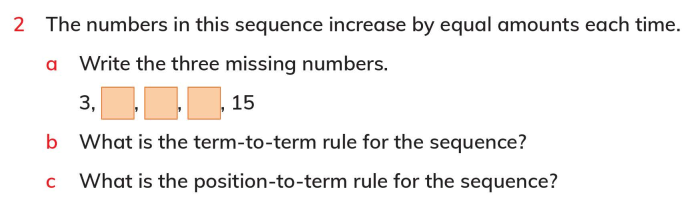 2 The numbers in this sequence increase by equal amounts each time.
a Write the three missing numbers.
3, , , , 15
b What is the term-to-term rule for the sequence?
c What is the position-to-term rule for the sequence?